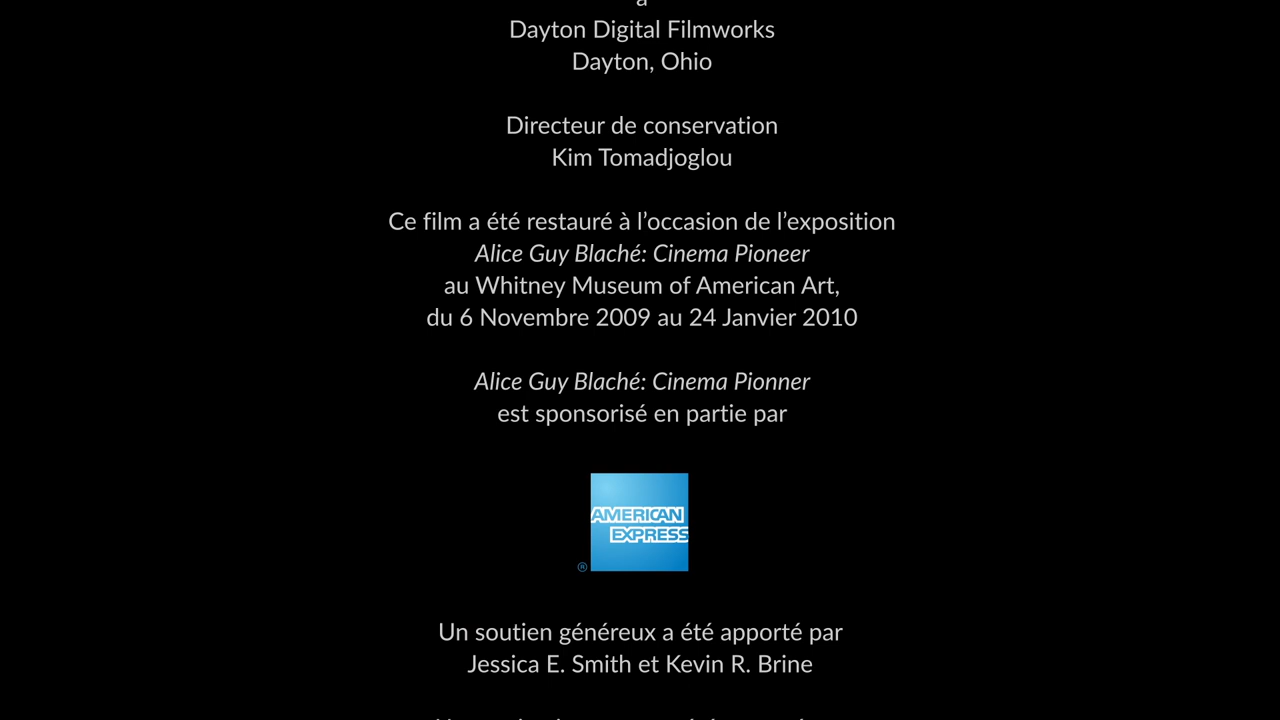 à
Dayton Digital Filmworks
Dayton, Ohio
Directeur de conservation
Kim Tomadjoglou
Ce film a été restauré à l’occasion de l’exposition
Alice Guy Blaché: Cinema Pioneer
au Whitney Museum of American Art,
du 6 Novembre 2009 au 24 Janvier 2010
Alice Guy Blaché: Cinema Pionner
est sponsorisé en partie par
AMERICAN
EXPRESS
®
Un soutien généreux a été apporté par
Jessica E. Smith et Kevin R. Brine